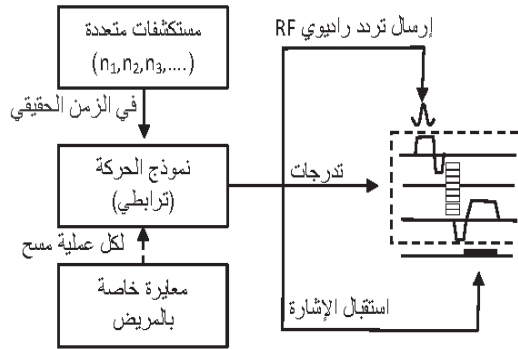 مستكشفات متعددة
(n₁,n₂,n₃,....)
في الزمن الحقيقي
نموذج الحركة
(ترابطي)
لكل عملية مسح
معايرة خاصة
بالمريض
إرسال تردد راديوي RF
تدرجات
استقبال الإشارة